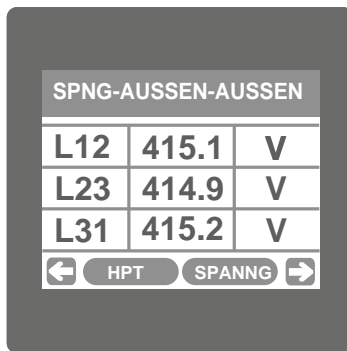 SPNG-AUSSEN-AUSSEN
L12 415.1 V
L23 414.9 V
L31 415.2 V
HPT SPANNG